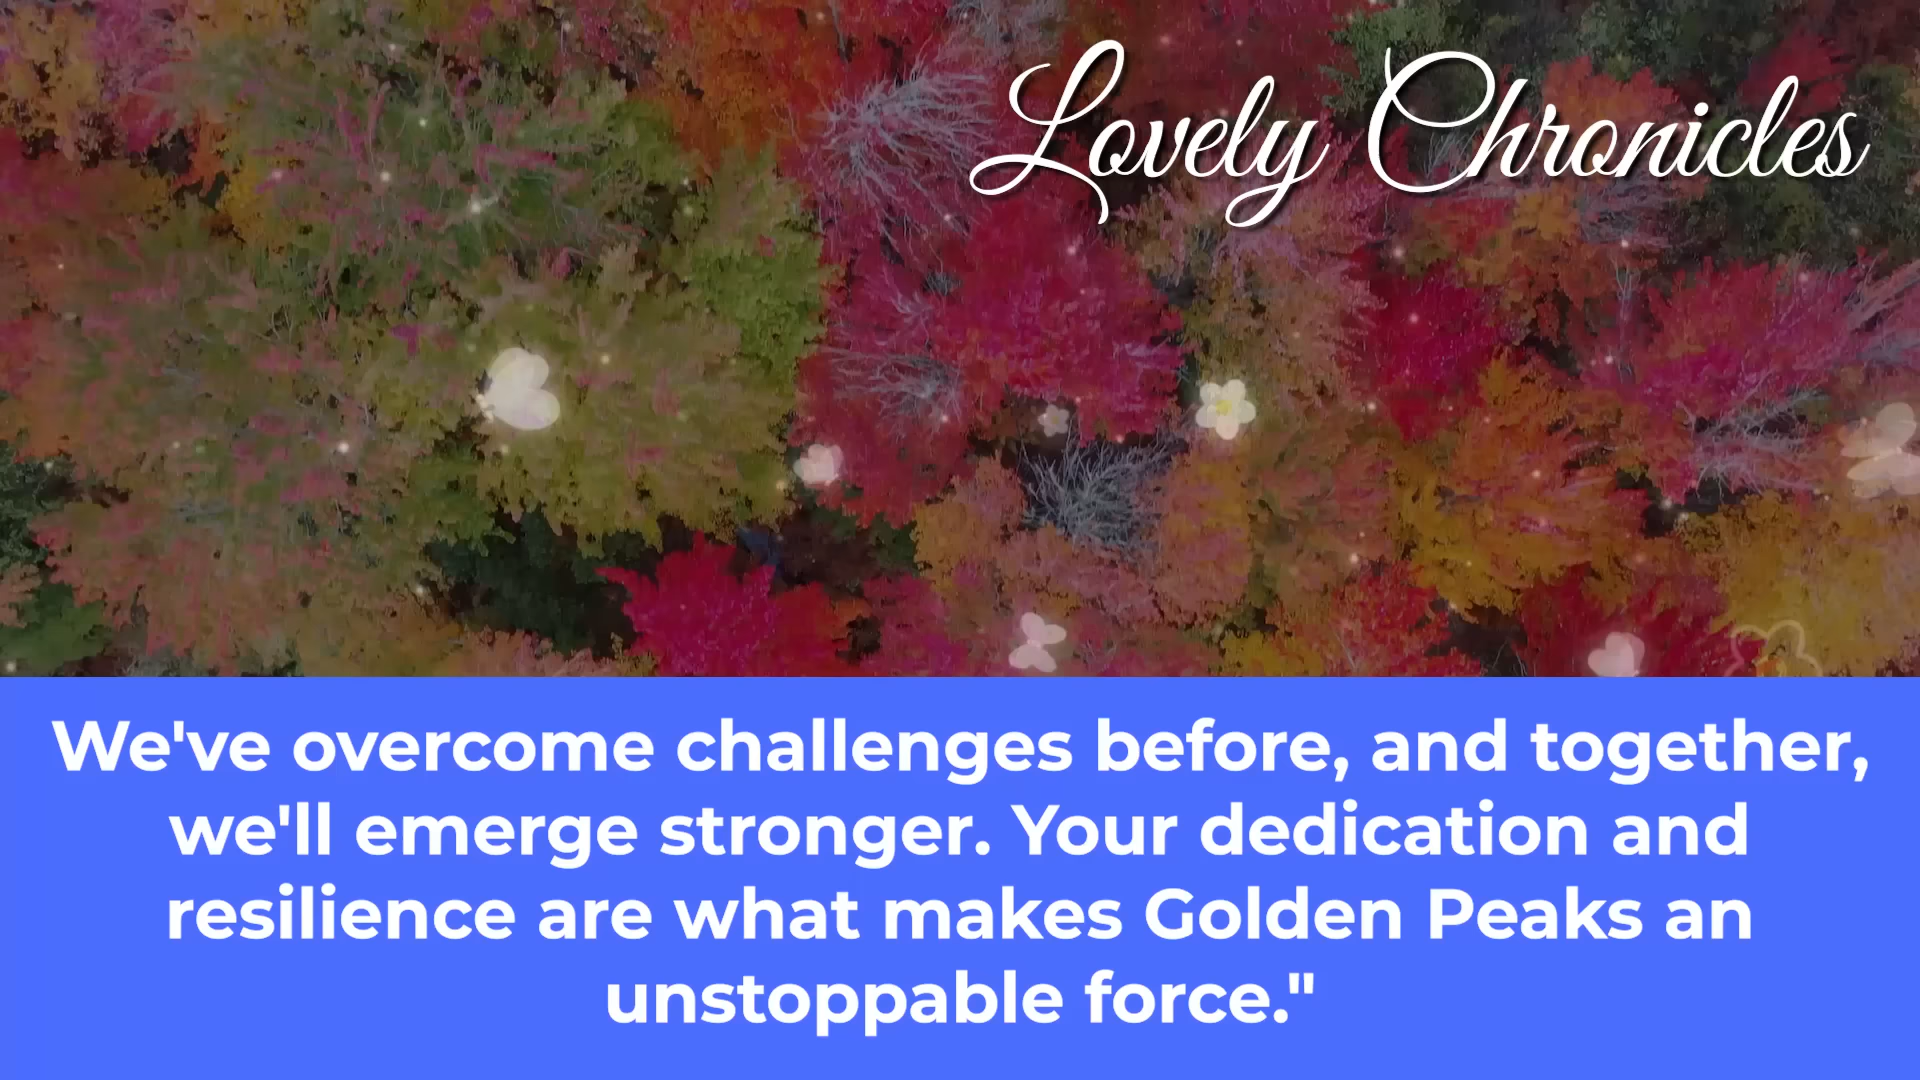 Lovely Chronicles
We've overcome challenges before, and together,
we'll emerge stronger. Your dedication and
resilience are what makes Golden Peaks an
unstoppable force."